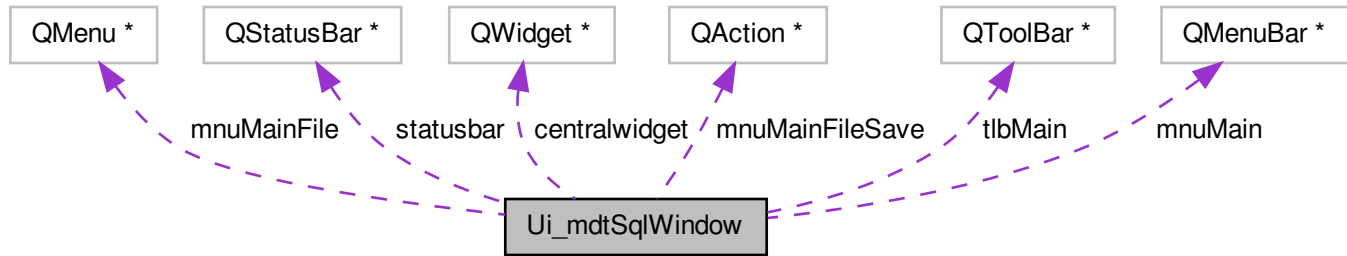 QMenu *
QStatusBar *
QWidget *
QAction *
QToolBar *
QMenuBar *
mnuMainFile
statusbar
centralwidget
mnuMainFileSave
tlbMain
mnuMain
Ui_mdtSqlWindow